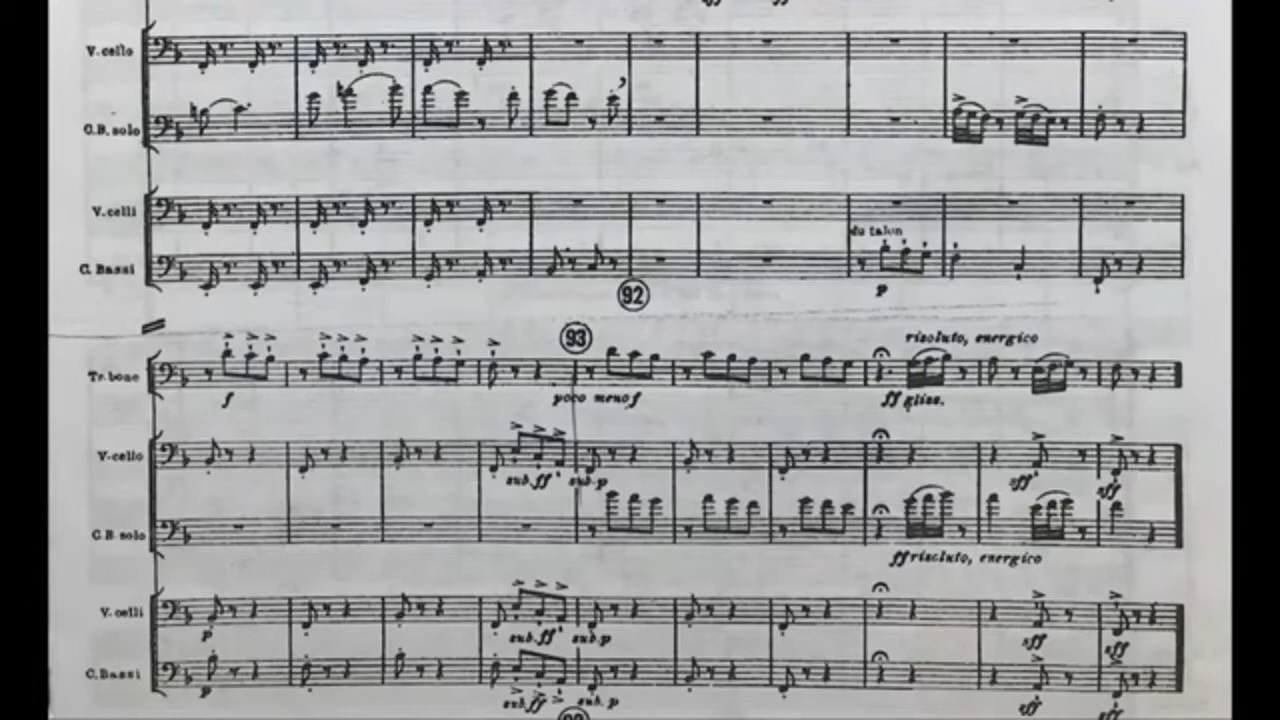 V. cello
C.B. solo
V. celli
du talon
C. Bassi
p
92
93
risoluto, energico
Tr. bone
f
poco meno f
ff gliss.
V. cello
sub. ff
sub. p
sff
sff
C.B. solo
ff risoluto, energico
V. celli
p
sub. ff
sub. p
sff
sff
C. Bassi
p
sub. ff
sub. p
sff
sff